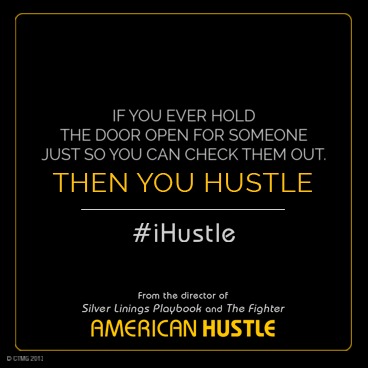 IF YOU EVER HOLD
THE DOOR OPEN FOR SOMEONE
JUST SO YOU CAN CHECK THEM OUT.
THEN YOU HUSTLE
#iHustle
From the director of
Silver Linings Playbook and The Fighter
AMERICAN HUSTLE
© CTMG 2013